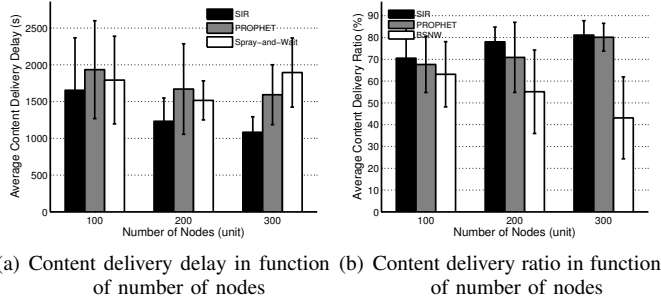 SIR
PROPHET
Spray-and-Wait
2500
2000
1500
1000
500
0
100 200 300
Average Content Delivery Delay (s)
Number of Nodes (unit)
SIR
PROPHET
BSNW
90
80
70
60
50
40
30
20
10
0
100 200 300
Average Content Delivery Ratio (%)
Number of Nodes (unit)
a) Content delivery delay in function
of number of nodes
(b) Content delivery ratio in function
of number of nodes